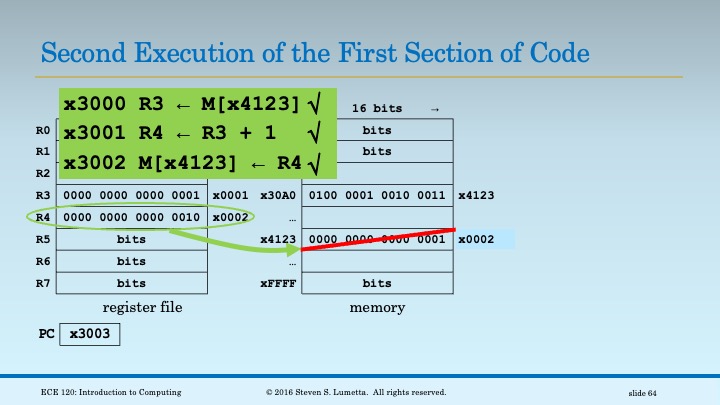 Second Execution of the First Section of Code
x3000 R3 ← M[x4123] √
x3001 R4 ← R3 + 1 √
x3002 M[x4123] ← R4 √
16 bits →
R0 bits
R1 bits
R2
R3 0000 0000 0000 0001 x0001 x30A0 0100 0001 0010 0011 x4123
R4 0000 0000 0000 0010 x0002 …
R5 bits x4123 0000 0000 0000 0001 x0002
R6 bits …
R7 bits xFFFF bits
register file memory
PC x3003
ECE 120: Introduction to Computing © 2016 Steven S. Lumetta. All rights reserved. slide 64